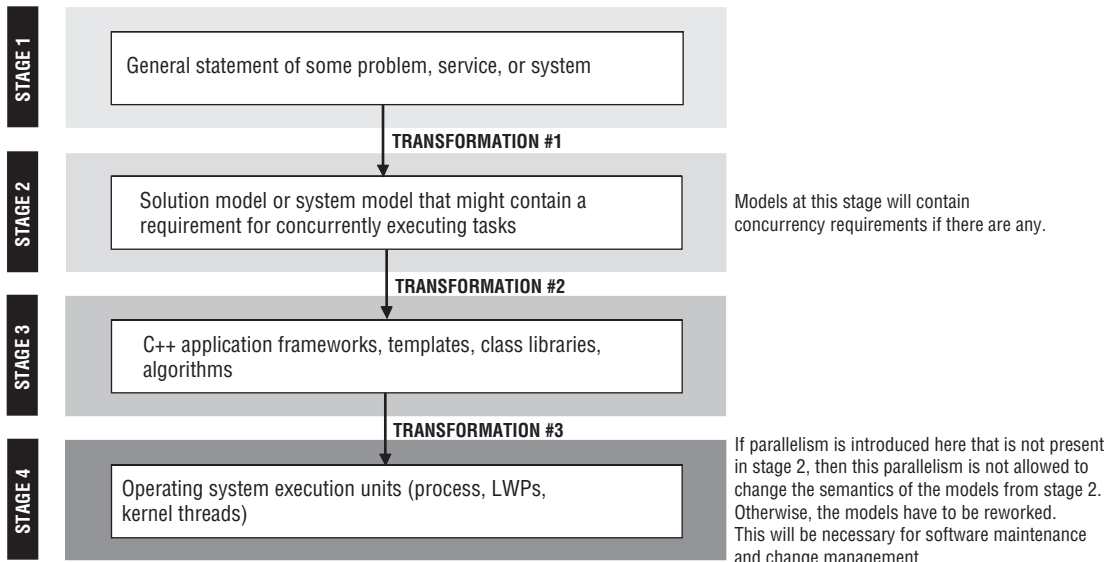 STAGE 1
General statement of some problem, service, or system
TRANSFORMATION #1
STAGE 2
Solution model or system model that might contain a
requirement for concurrently executing tasks
Models at this stage will contain
concurrency requirements if there are any.
TRANSFORMATION #2
STAGE 3
C++ application frameworks, templates, class libraries,
algorithms
TRANSFORMATION #3
STAGE 4
Operating system execution units (process, LWPs,
kernel threads)
If parallelism is introduced here that is not present
in stage 2, then this parallelism is not allowed to
change the semantics of the models from stage 2.
Otherwise, the models have to be reworked.
This will be necessary for software maintenance
and change management